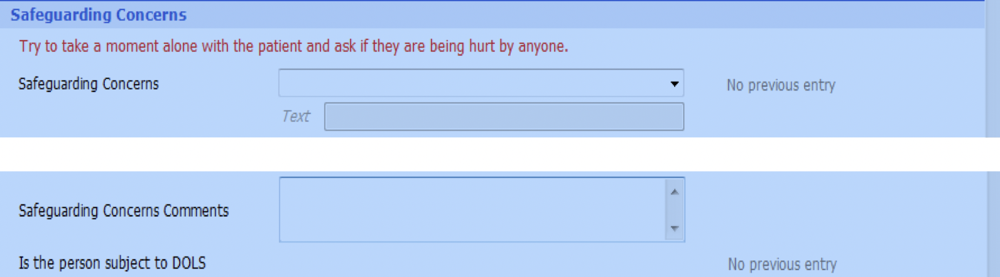 Safeguarding Concerns
Try to take a moment alone with the patient and ask if they are being hurt by anyone.
Safeguarding Concerns
No previous entry
Text
Safeguarding Concerns Comments
Is the person subject to DOLS
No previous entry